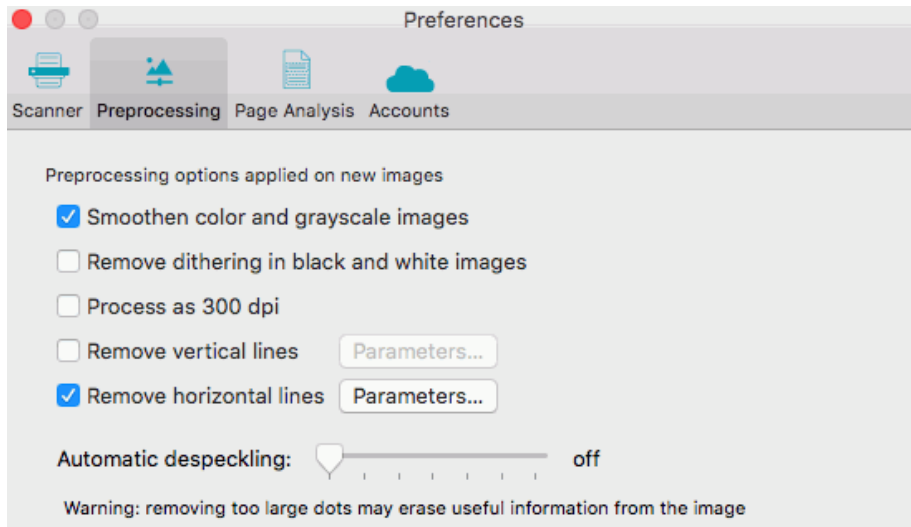 Preferences
Scanner Preprocessing Page Analysis Accounts
Preprocessing options applied on new images
Smoothen color and grayscale images
Remove dithering in black and white images
Process as 300 dpi
Remove vertical lines Parameters...
Remove horizontal lines Parameters...
Automatic despeckling: off
Warning: removing too large dots may erase useful information from the image